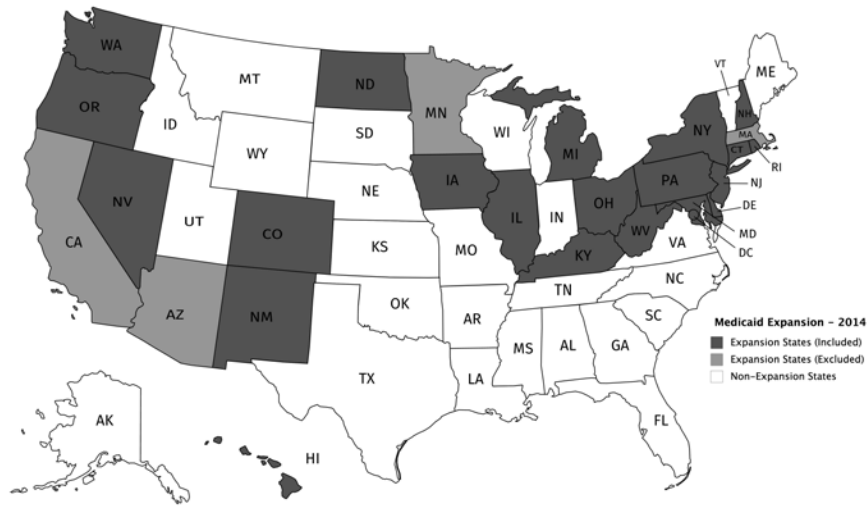 WA
MT
ND
MN
OR
ID
WY
SD
WI
MI
NY
VT
ME
NH
MA
CT
RI
NJ
PA
DE
MD
DC
NV
UT
CO
NE
IA
IL
IN
OH
WV
VA
CA
KS
MO
KY
NC
AZ
NM
OK
AR
TN
SC
TX
LA
MS
AL
GA
FL
AK
HI
Medicaid Expansion - 2014
Expansion States (Included)
Expansion States (Excluded)
Non-Expansion States